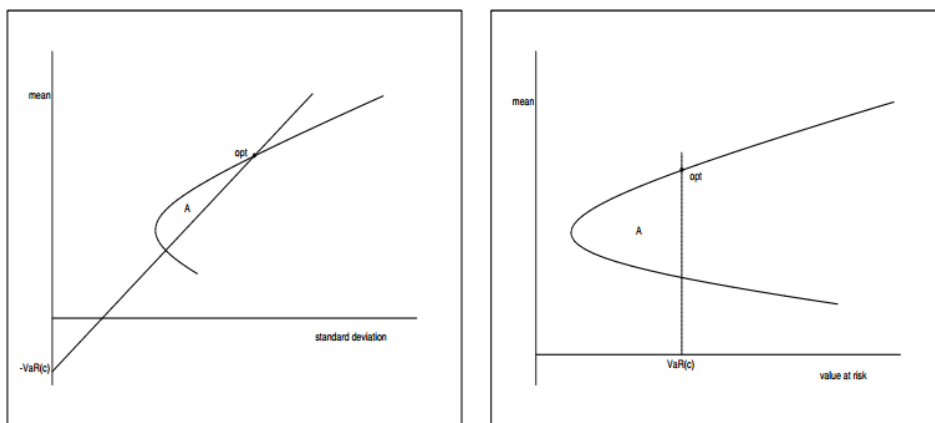 mean
opt
A
standard deviation
-VaR(c)
mean
opt
A
VaR(c)
value at risk